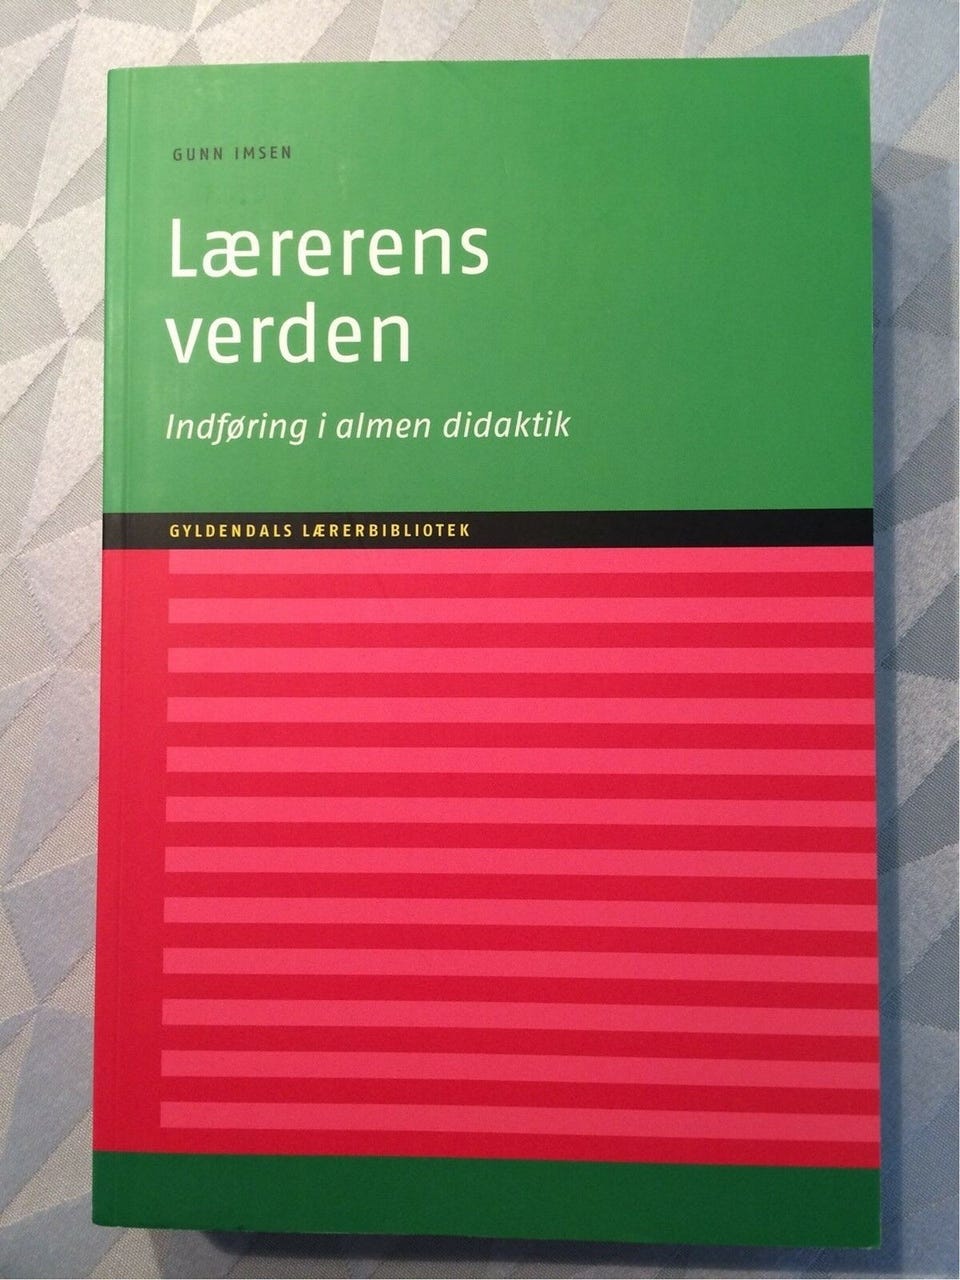 GUNN IMSEN
Lærerens
verden
Indføring i almen didaktik
GYLDENDALS LÆRERBIBLIOTEK